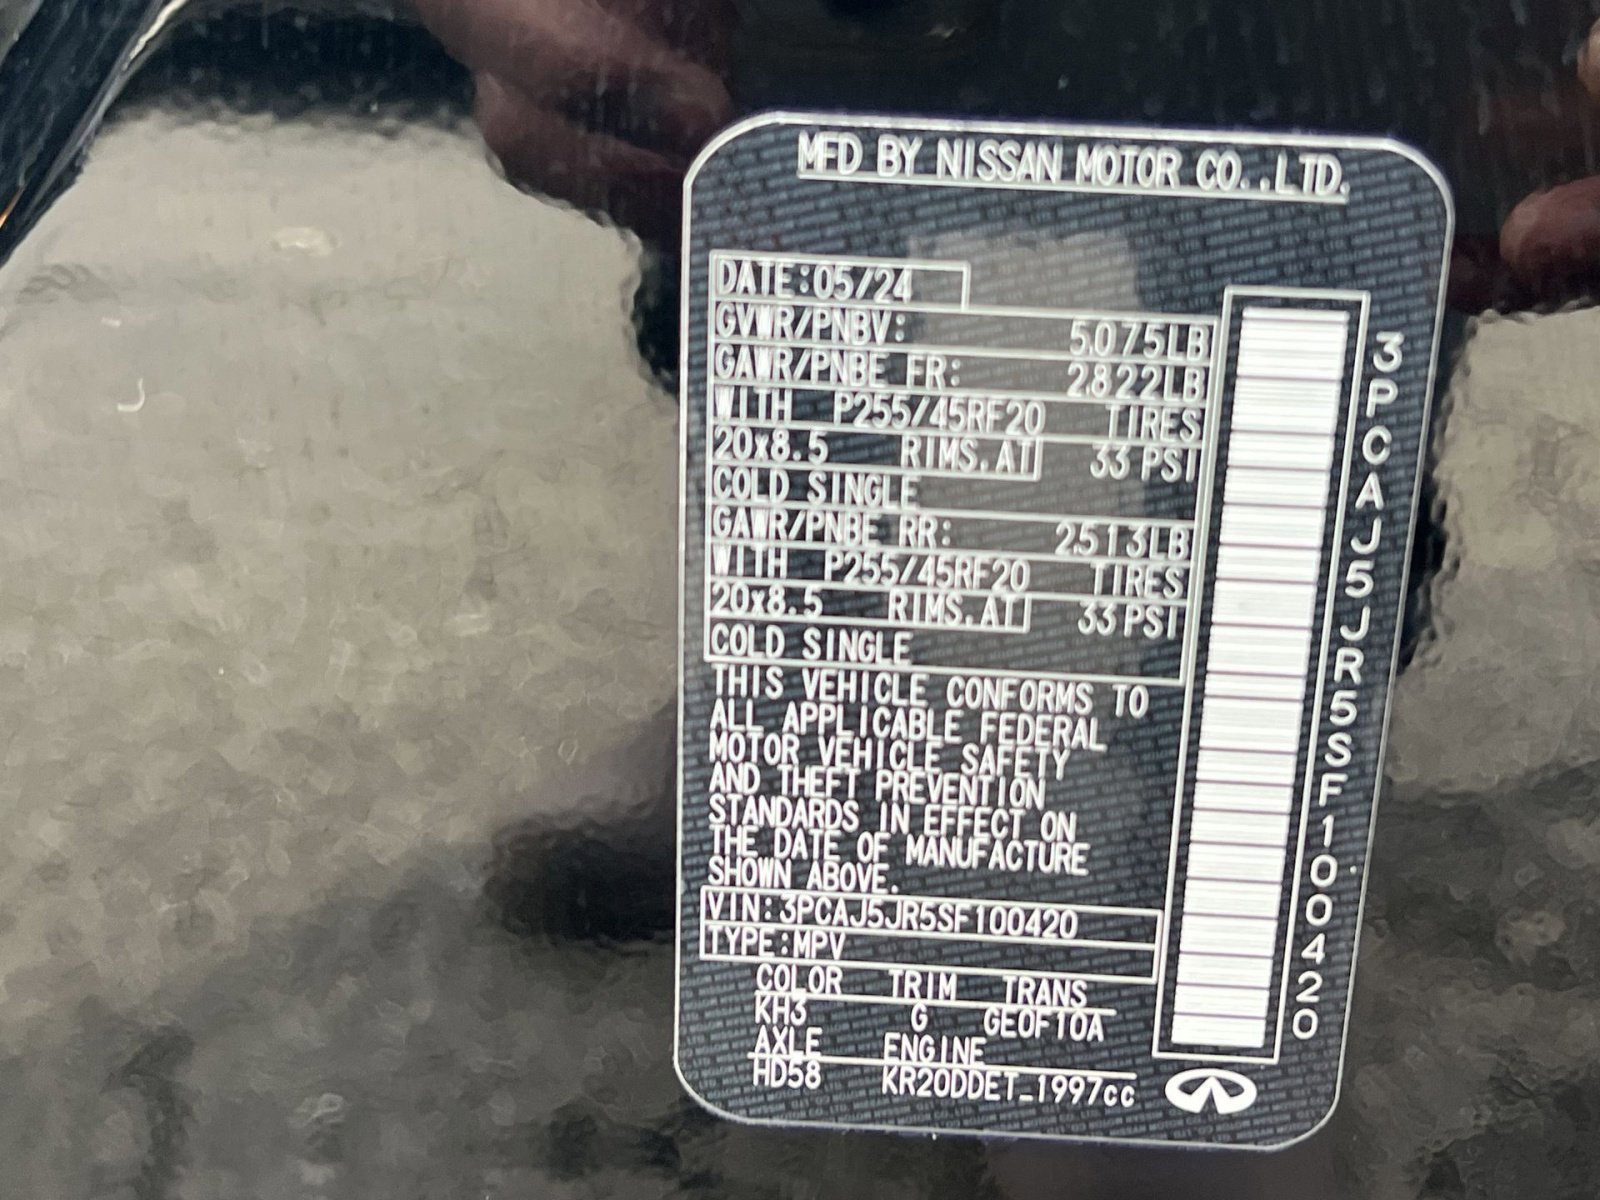 MFD BY NISSAN MOTOR CO.,LTD.
DATE:05/24
GVWR/PNBV: 5075LB
GAWR/PNBE FR: 2822LB
WITH P255/45RF20 TIRES
20x8.5 RIMS.AT 33 PSI
COLD SINGLE
GAWR/PNBE RR: 2513LB
WITH P255/45RF20 TIRES
20x8.5 RIMS.AT 33 PSI
COLD SINGLE
THIS VEHICLE CONFORMS TO
ALL APPLICABLE FEDERAL
MOTOR VEHICLE SAFETY
AND THEFT PREVENTION
STANDARDS IN EFFECT ON
THE DATE OF MANUFACTURE
SHOWN ABOVE.
VIN:3PCAJ5JR5SF100420
TYPE:MPV
COLOR TRIM TRANS
KH3 G GE0F10A
AXLE ENGINE
HD58 KR20DDET_1997cc
3PCAJ5JR5SF100420